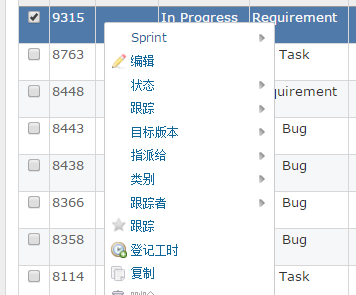 9315 In Progress Requirement
Sprint
8763 Task
编辑
状态
8448 quirement
跟踪
8443 Bug
目标版本
指派给
8438 Bug
类别
8366 跟踪者 Bug
跟踪
8358 Bug
登记工时
8114 复制 Task